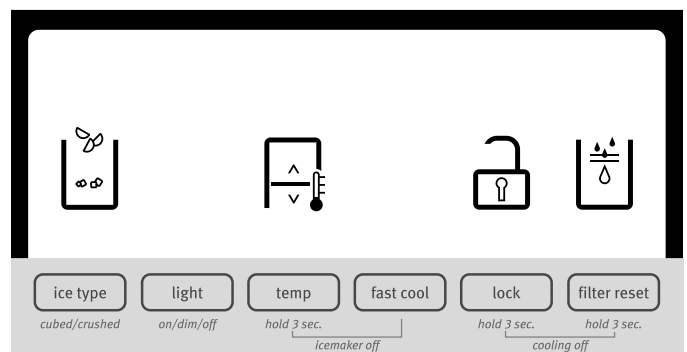 ice type light temp fast cool lock filter reset
cubed/crushed on/dim/off hold 3 sec. hold 3 sec. hold 3 sec.
icemaker off cooling off